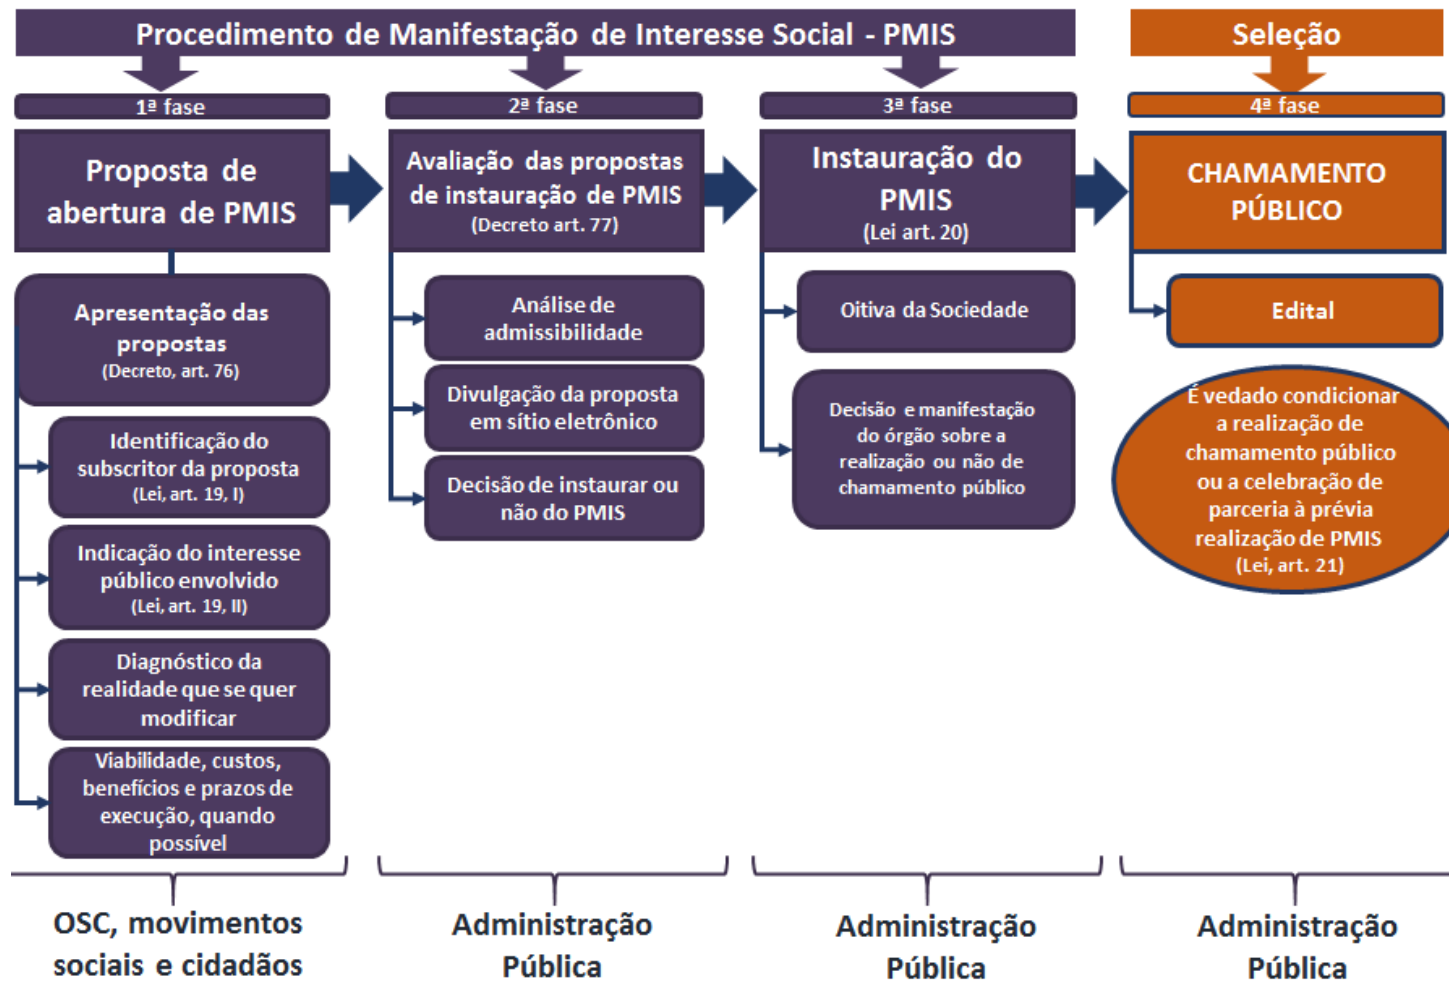 Procedimento de Manifestação de Interesse Social - PMIS
Seleção
1ª fase
2ª fase
3ª fase
4ª fase
Proposta de
abertura de PMIS
Avaliação das propostas
de instauração de PMIS
(Decreto art. 77)
Instauração do
PMIS
(Lei art. 20)
CHAMAMENTO
PÚBLICO
Apresentação das
propostas
(Decreto, art. 76)
Identificação do
subscritor da proposta
(Lei, art. 19, I)
Indicação do interesse
público envolvido
(Lei, art. 19, II)
Diagnóstico da
realidade que se quer
modificar
Viabilidade, custos,
benefícios e prazos de
execução, quando
possível
Análise de
admissibilidade
Divulgação da proposta
em sítio eletrônico
Decisão de instaurar ou
não do PMIS
Oitiva da Sociedade
Decisão e manifestação
do órgão sobre a
realização ou não de
chamamento público
Edital
É vedado condicionar
a realização de
chamamento público
ou a celebração de
parceria à prévia
realização de PMIS
(Lei, art. 21)
OSC, movimentos
sociais e cidadãos
Administração
Pública
Administração
Pública
Administração
Pública